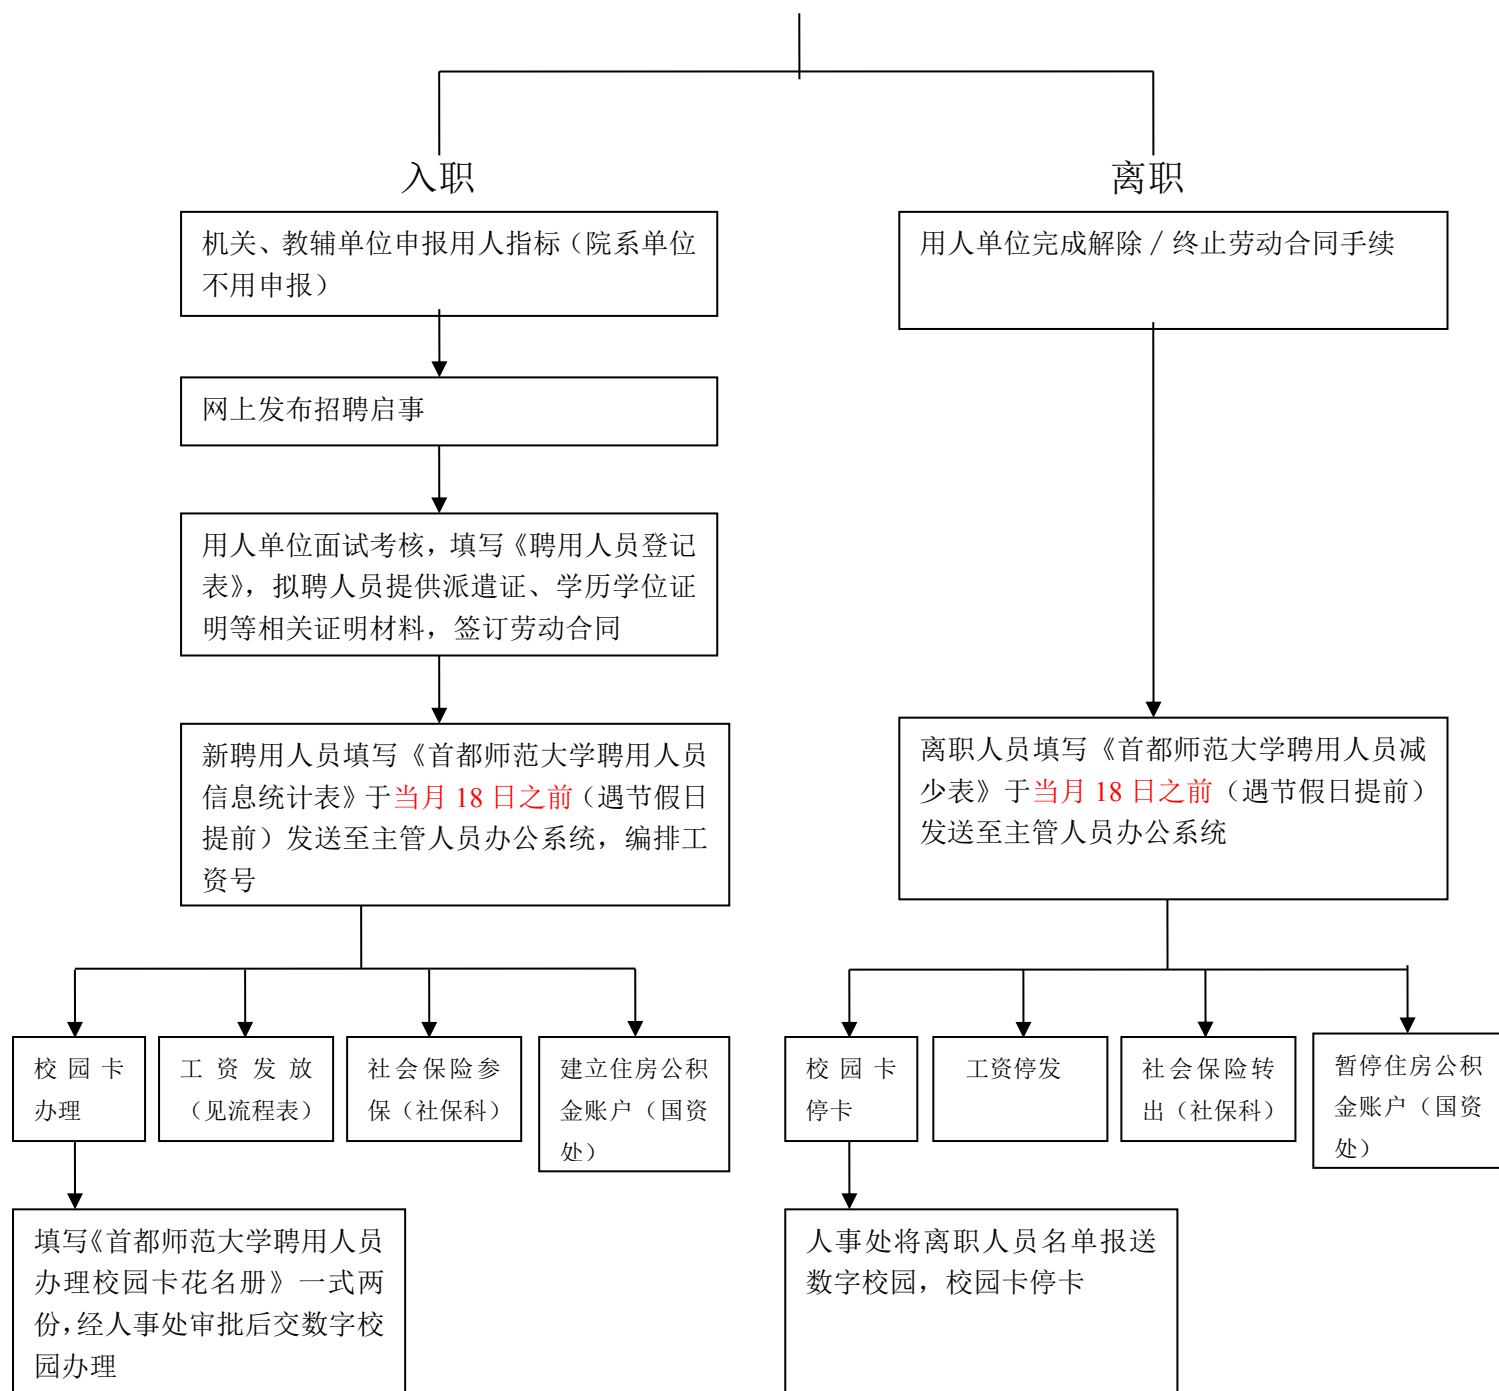 入职
机关、教辅单位申报用人指标（院系单位
不用申报）
网上发布招聘启事
用人单位面试考核，填写《聘用人员登记
表》，拟聘人员提供派遣证、学历学位证
明等相关证明材料，签订劳动合同
新聘用人员填写《首都师范大学聘用人员
信息统计表》于当月 18 日之前（遇节假日
提前）发送至主管人员办公系统，编排工
资号
校园卡
办理
工资发放
（见流程表）
社会保险参
保（社保科）
建立住房公积
金账户（国资
处）
填写《首都师范大学聘用人员
办理校园卡花名册》一式两
份，经人事处审批后交数字校
园办理
离职
用人单位完成解除 / 终止劳动合同手续
离职人员填写《首都师范大学聘用人员减
少表》于当月 18 日之前（遇节假日提前）
发送至主管人员办公系统
校园卡
停卡
工资停发
社会保险转
出（社保科）
暂停住房公积
金账户（国资
处）
人事处将离职人员名单报送
数字校园，校园卡停卡